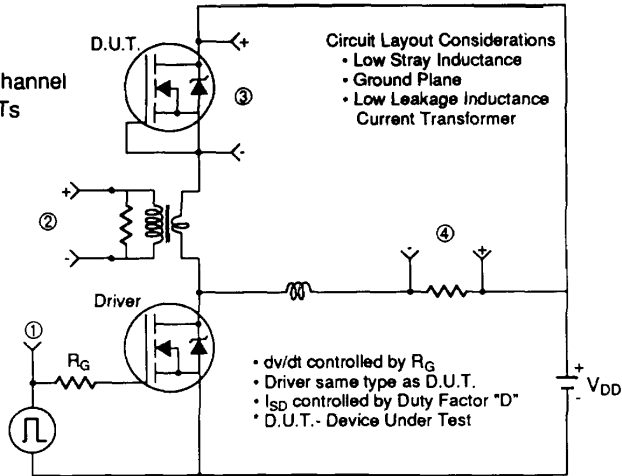 D.U.T.
+
③
-
Circuit Layout Considerations
• Low Stray Inductance
• Ground Plane
• Low Leakage Inductance
Current Transformer
hannel
Ts
+
②
-
④
-
+
Driver
①
RG
• dv/dt controlled by RG
• Driver same type as D.U.T.
• ISD controlled by Duty Factor "D"
* D.U.T.- Device Under Test
+
VDD
-